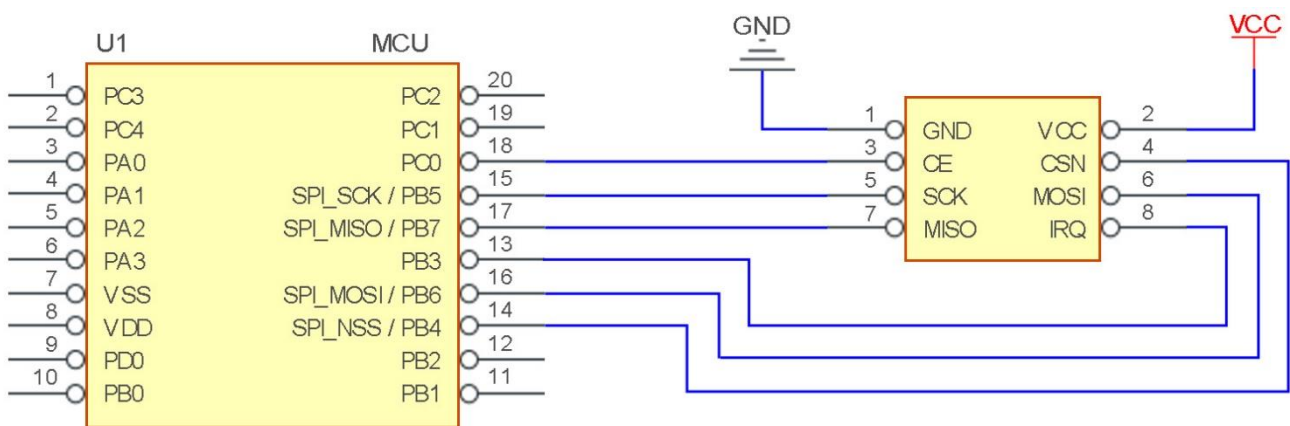 GND
VCC
U1 MCU
1 PC3 PC2 20
2 PC4 PC1 19
3 PA0 PC0 18
4 PA1 SPI_SCK / PB5 15
5 PA2 SPI_MISO / PB7 17
6 PA3 PB3 13
7 VSS SPI_MOSI / PB6 16
8 VDD SPI_NSS / PB4 14
9 PD0 PB2 12
10 PB0 PB1 11
1 GND VCC 2
3 CE CSN 4
5 SCK MOSI 6
7 MISO IRQ 8